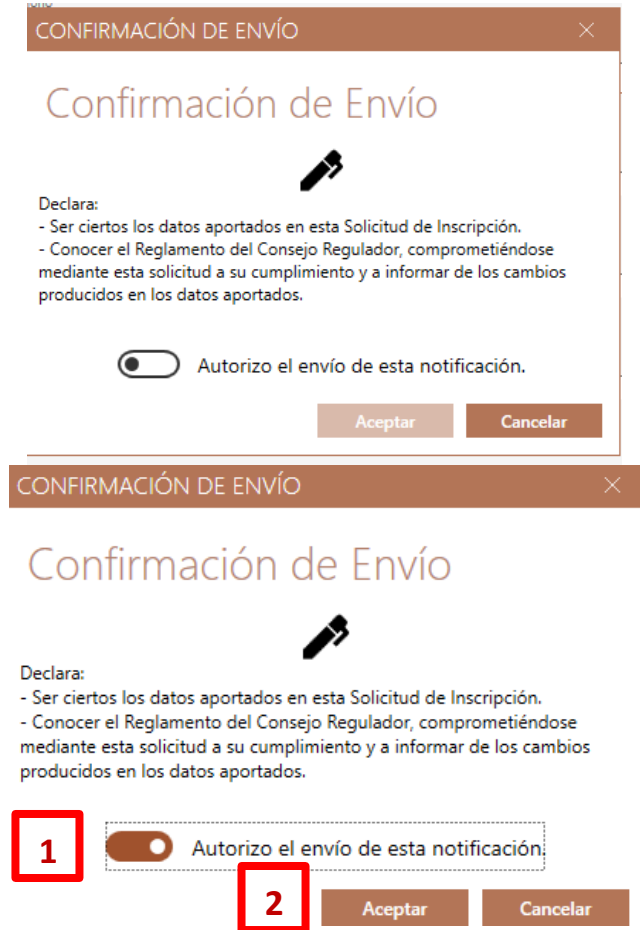 CONFIRMACIÓN DE ENVÍO
Confirmación de Envío
Declara:
- Ser ciertos los datos aportados en esta Solicitud de Inscripción.
- Conocer el Reglamento del Consejo Regulador, comprometiéndose
mediante esta solicitud a su cumplimiento y a informar de los cambios
producidos en los datos aportados.
Autorizo el envío de esta notificación.
Aceptar Cancelar
CONFIRMACIÓN DE ENVÍO
Confirmación de Envío
Declara:
- Ser ciertos los datos aportados en esta Solicitud de Inscripción.
- Conocer el Reglamento del Consejo Regulador, comprometiéndose
mediante esta solicitud a su cumplimiento y a informar de los cambios
producidos en los datos aportados.
1 Autorizo el envío de esta notificación.
2 Aceptar Cancelar